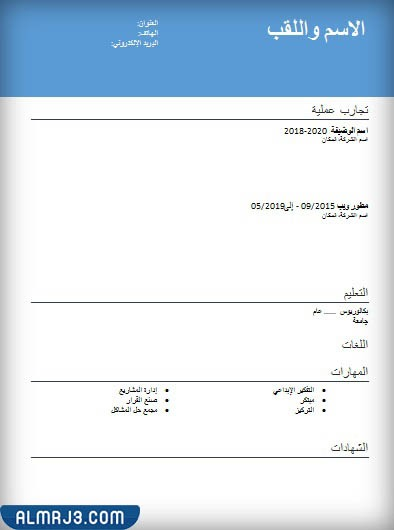 الاسم واللقب
العنوان:
الهاتف:
البريد الإلكتروني:
تجارب عملية
اسم الوظيفة 2020-2018
اسم الشركة، المكان
مطور ويب 09/2015 - إلى05/2019
اسم الشركة، المكان
التعليم
بكالوريوس ___ عام
جامعة
اللغات
المهارات
• التفكير الإبداعي
• مبتكر
• التركيز
• إدارة المشاريع
• صنع القرار
• مجمع حل المشاكل
الشهادات
ALMRJ3.COM